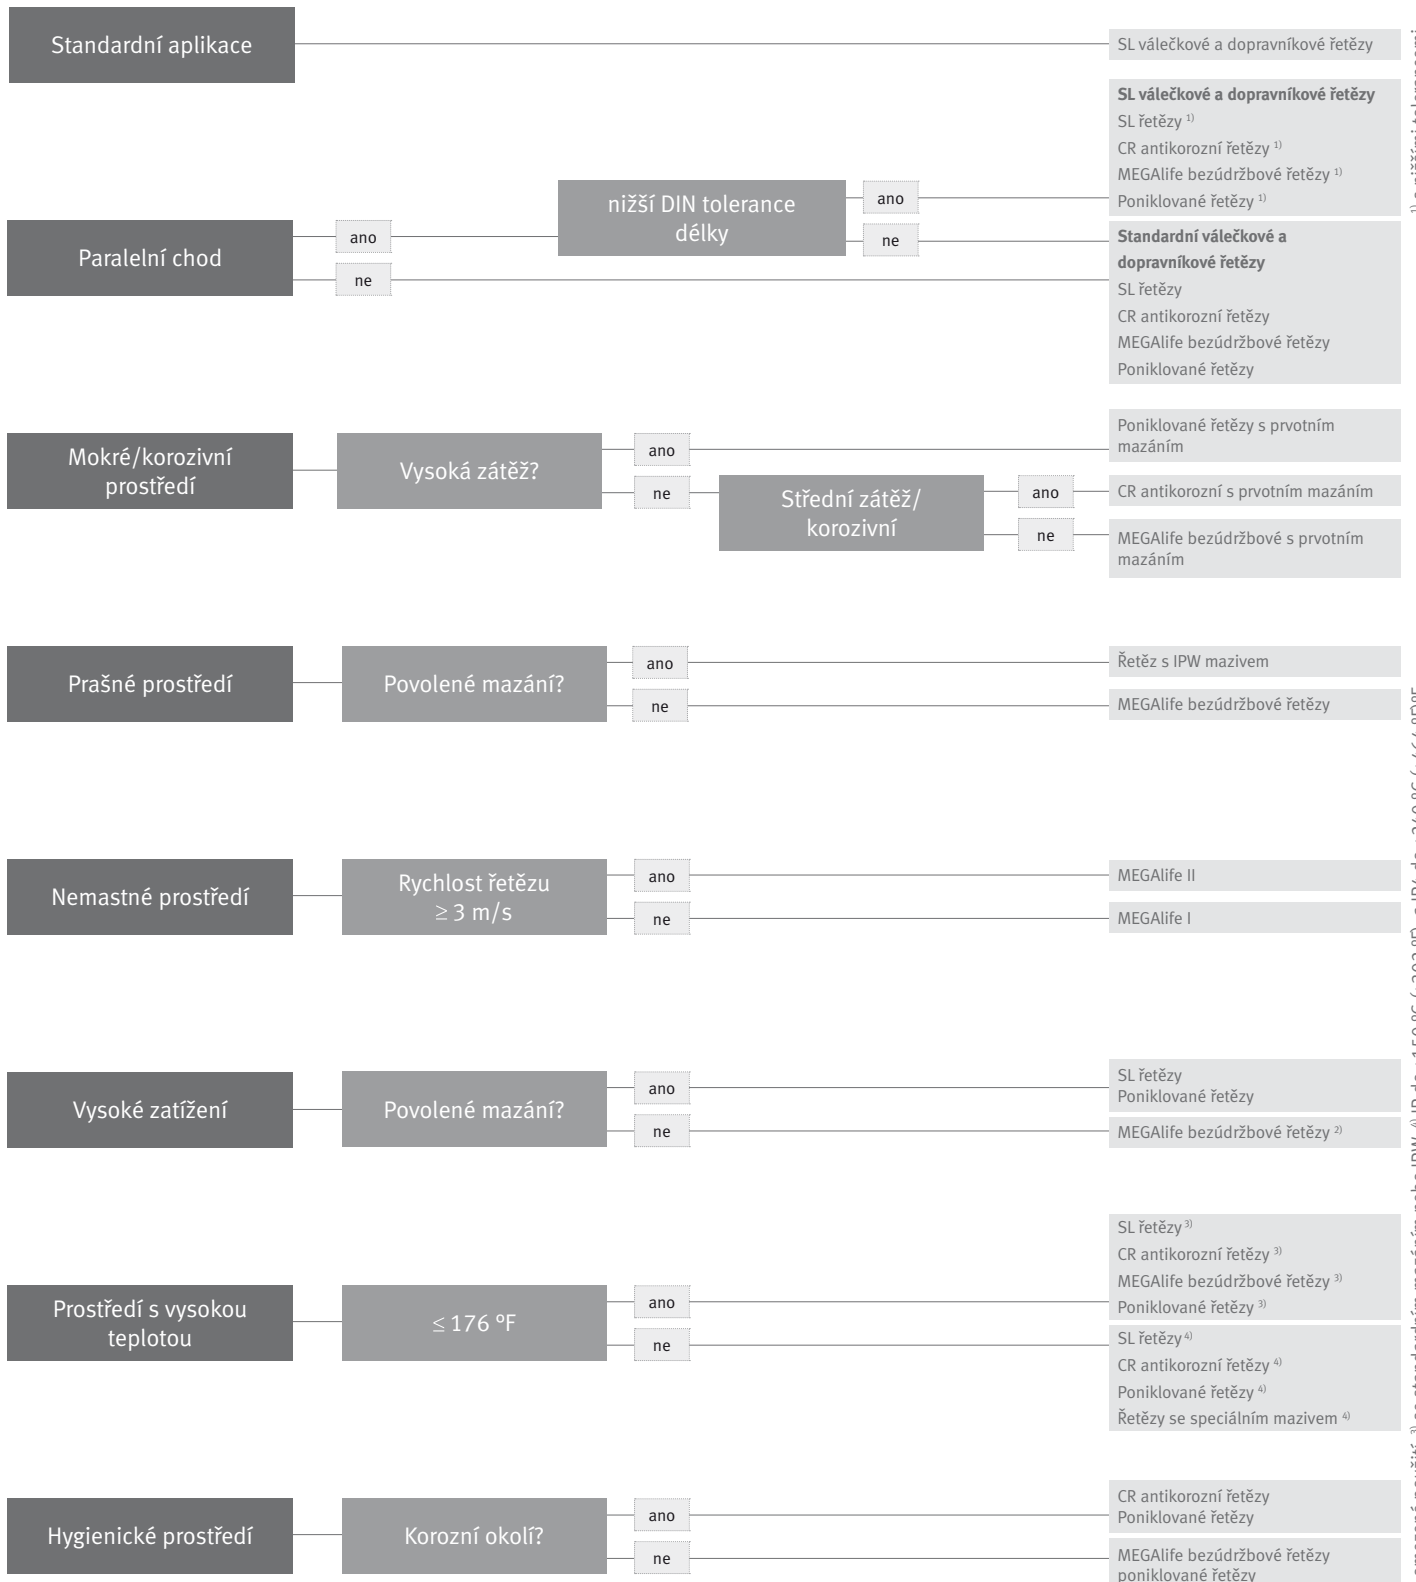 Standardní aplikace
SL válečkové a dopravníkové řetězy
Paralelní chod
ano
ne
nižší DIN tolerance
délky
ano
ne
SL válečkové a dopravníkové řetězy
SL řetězy 1)
CR antikorozní řetězy 1)
MEGAlife bezúdržbové řetězy 1)
Poniklované řetězy 1)
Standardní válečkové a
dopravníkové řetězy
SL řetězy
CR antikorozní řetězy
MEGAlife bezúdržbové řetězy
Poniklované řetězy
Mokré/korozivní
prostředí
Vysoká zátěž?
ano
ne
Střední zátěž/
korozivní
ano
ne
Poniklované řetězy s prvotním
mazáním
CR antikorozní s prvotním mazáním
MEGAlife bezúdržbové s prvotním
mazáním
Prašné prostředí
Povolené mazání?
ano
ne
Řetěz s IPW mazivem
MEGAlife bezúdržbové řetězy
Nemastné prostředí
Rychlost řetězu
≥ 3 m/s
ano
ne
MEGAlife II
MEGAlife I
Vysoké zatížení
Povolené mazání?
ano
ne
SL řetězy
Poniklované řetězy
MEGAlife bezúdržbové řetězy 2)
Prostředí s vysokou
teplotou
≤ 176 °F
ano
ne
SL řetězy 3)
CR antikorozní řetězy 3)
MEGAlife bezúdržbové řetězy 3)
Poniklované řetězy 3)
SL řetězy 4)
CR antikorozní řetězy 4)
Poniklované řetězy 4)
Řetězy se speciálním mazivem 4)
Hygienické prostředí
Korozní okolí?
ano
ne
CR antikorozní řetězy
Poniklované řetězy
MEGAlife bezúdržbové řetězy
poniklované řetězy